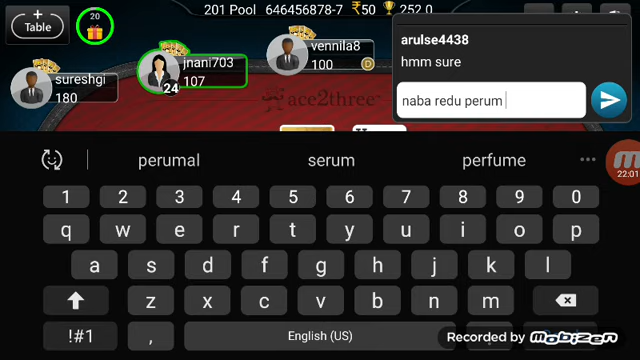 +
Table
20
201 Pool 646456878-7 ₹50 252.0
arulse4438
hmm sure
naba redu perum
sureshgi
180
jnani703
107
24
vennila8
100
D
ace2three
22:01
perumal serum perfume ...
1 2 3 4 5 6 7 8 9 0
q w e r t y u i o p
a s d f g h j k l
z x c v b n m
!#1 , English (US) .
Recorded by Mobizen